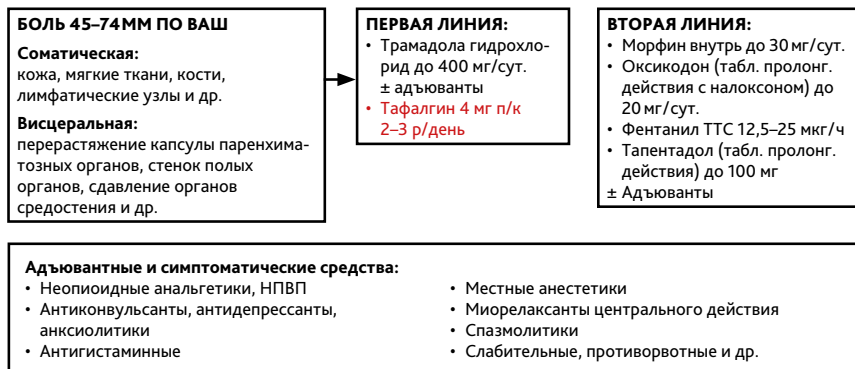 БОЛЬ 45–74 ММ ПО ВАШ
Соматическая:
кожа, мягкие ткани, кости,
лимфатические узлы и др.
Висцеральная:
перерастяжение капсулы паренхима-
тозных органов, стенок полых
органов, сдавление органов
средостения и др.
ПЕРВАЯ ЛИНИЯ:
• Трамадола гидрохло-
рид до 400 мг/сут.
± адъюванты
• Тафалгин 4 мг п/к
2–3 р/день
ВТОРАЯ ЛИНИЯ:
• Морфин внутрь до 30 мг/сут.
• Оксикодон (табл. пролонг.
действия с налоксоном) до
20 мг/сут.
• Фентанил ТТС 12,5–25 мкг/ч
• Тапентадол (табл. пролонг.
действия) до 100 мг
± Адъюванты
Адъювантные и симптоматические средства:
• Неопиоидные анальгетики, НПВП
• Антиконвульсанты, антидепрессанты,
анксиолитики
• Антигистаминные
• Местные анестетики
• Миорелаксанты центрального действия
• Спазмолитики
• Слабительные, противорвотные и др.